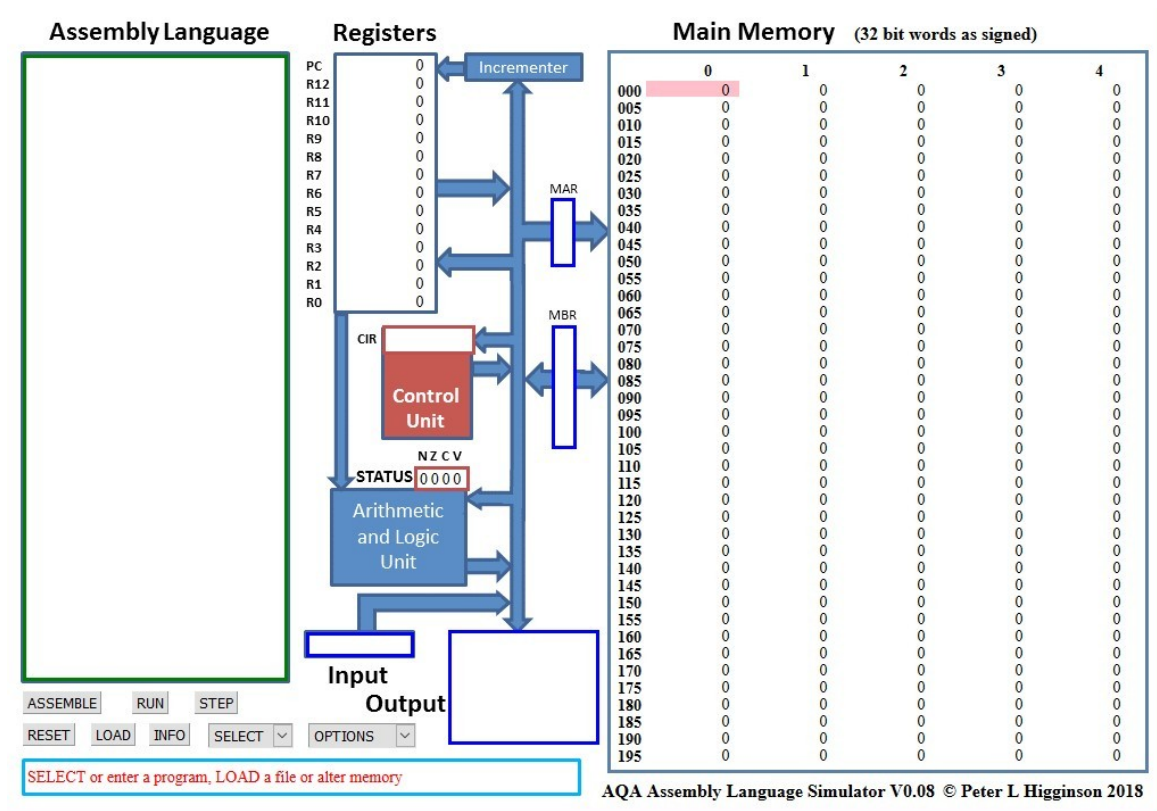 Assembly Language
Registers
Main Memory (32 bit words as signed)
PC 0
R12 0
R11 0
R10 0
R9 0
R8 0
R7 0
R6 0
R5 0
R4 0
R3 0
R2 0
R1 0
R0 0
Incrementer
MAR
MBR
CIR
Control
Unit
N Z C V
STATUS 0 0 0 0
Arithmetic
and Logic
Unit
Input
Output
0 1 2 3 4
000 0 0 0 0 0
005 0 0 0 0 0
010 0 0 0 0 0
015 0 0 0 0 0
020 0 0 0 0 0
025 0 0 0 0 0
030 0 0 0 0 0
035 0 0 0 0 0
040 0 0 0 0 0
045 0 0 0 0 0
050 0 0 0 0 0
055 0 0 0 0 0
060 0 0 0 0 0
065 0 0 0 0 0
070 0 0 0 0 0
075 0 0 0 0 0
080 0 0 0 0 0
085 0 0 0 0 0
090 0 0 0 0 0
095 0 0 0 0 0
100 0 0 0 0 0
105 0 0 0 0 0
110 0 0 0 0 0
115 0 0 0 0 0
120 0 0 0 0 0
125 0 0 0 0 0
130 0 0 0 0 0
135 0 0 0 0 0
140 0 0 0 0 0
145 0 0 0 0 0
150 0 0 0 0 0
155 0 0 0 0 0
160 0 0 0 0 0
165 0 0 0 0 0
170 0 0 0 0 0
175 0 0 0 0 0
180 0 0 0 0 0
185 0 0 0 0 0
190 0 0 0 0 0
195 0 0 0 0 0
ASSEMBLE RUN STEP
RESET LOAD INFO SELECT OPTIONS
SELECT or enter a program, LOAD a file or alter memory
AQA Assembly Language Simulator V0.08 © Peter L Higginson 2018